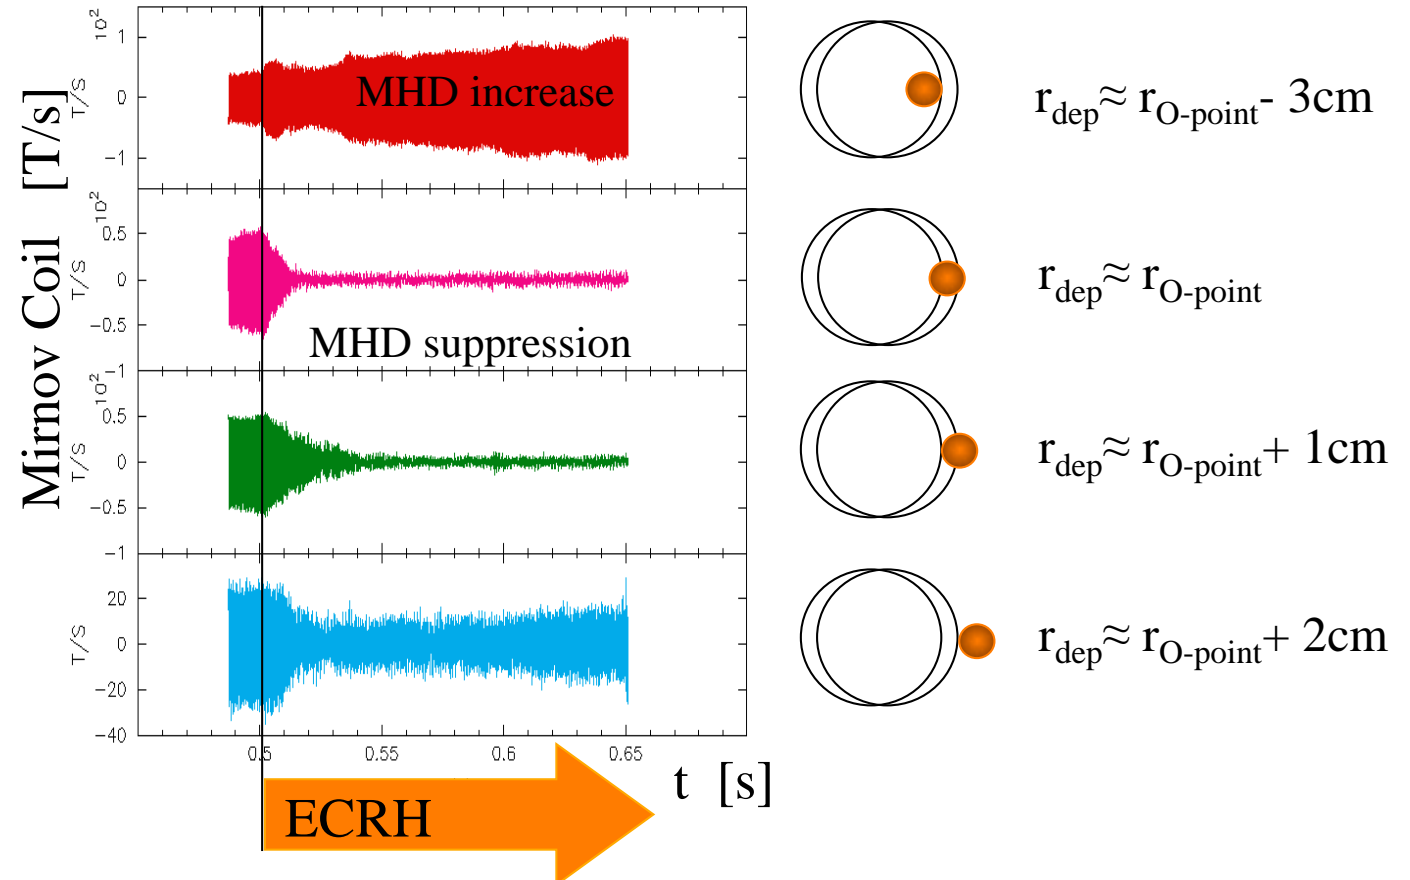 Mirnov Coil [T/s]
10²
T/S
1
0
-1
MHD increase
r_dep ≈ r_O-point - 3cm
10²
T/S
0.5
0
-0.5
-1
MHD suppression
r_dep ≈ r_O-point
10²
T/S
0.5
0
-0.5
-1
r_dep ≈ r_O-point + 1cm
T/S
20
0
-20
-40
r_dep ≈ r_O-point + 2cm
0.5 0.55 0.6 0.65
t [s]
ECRH